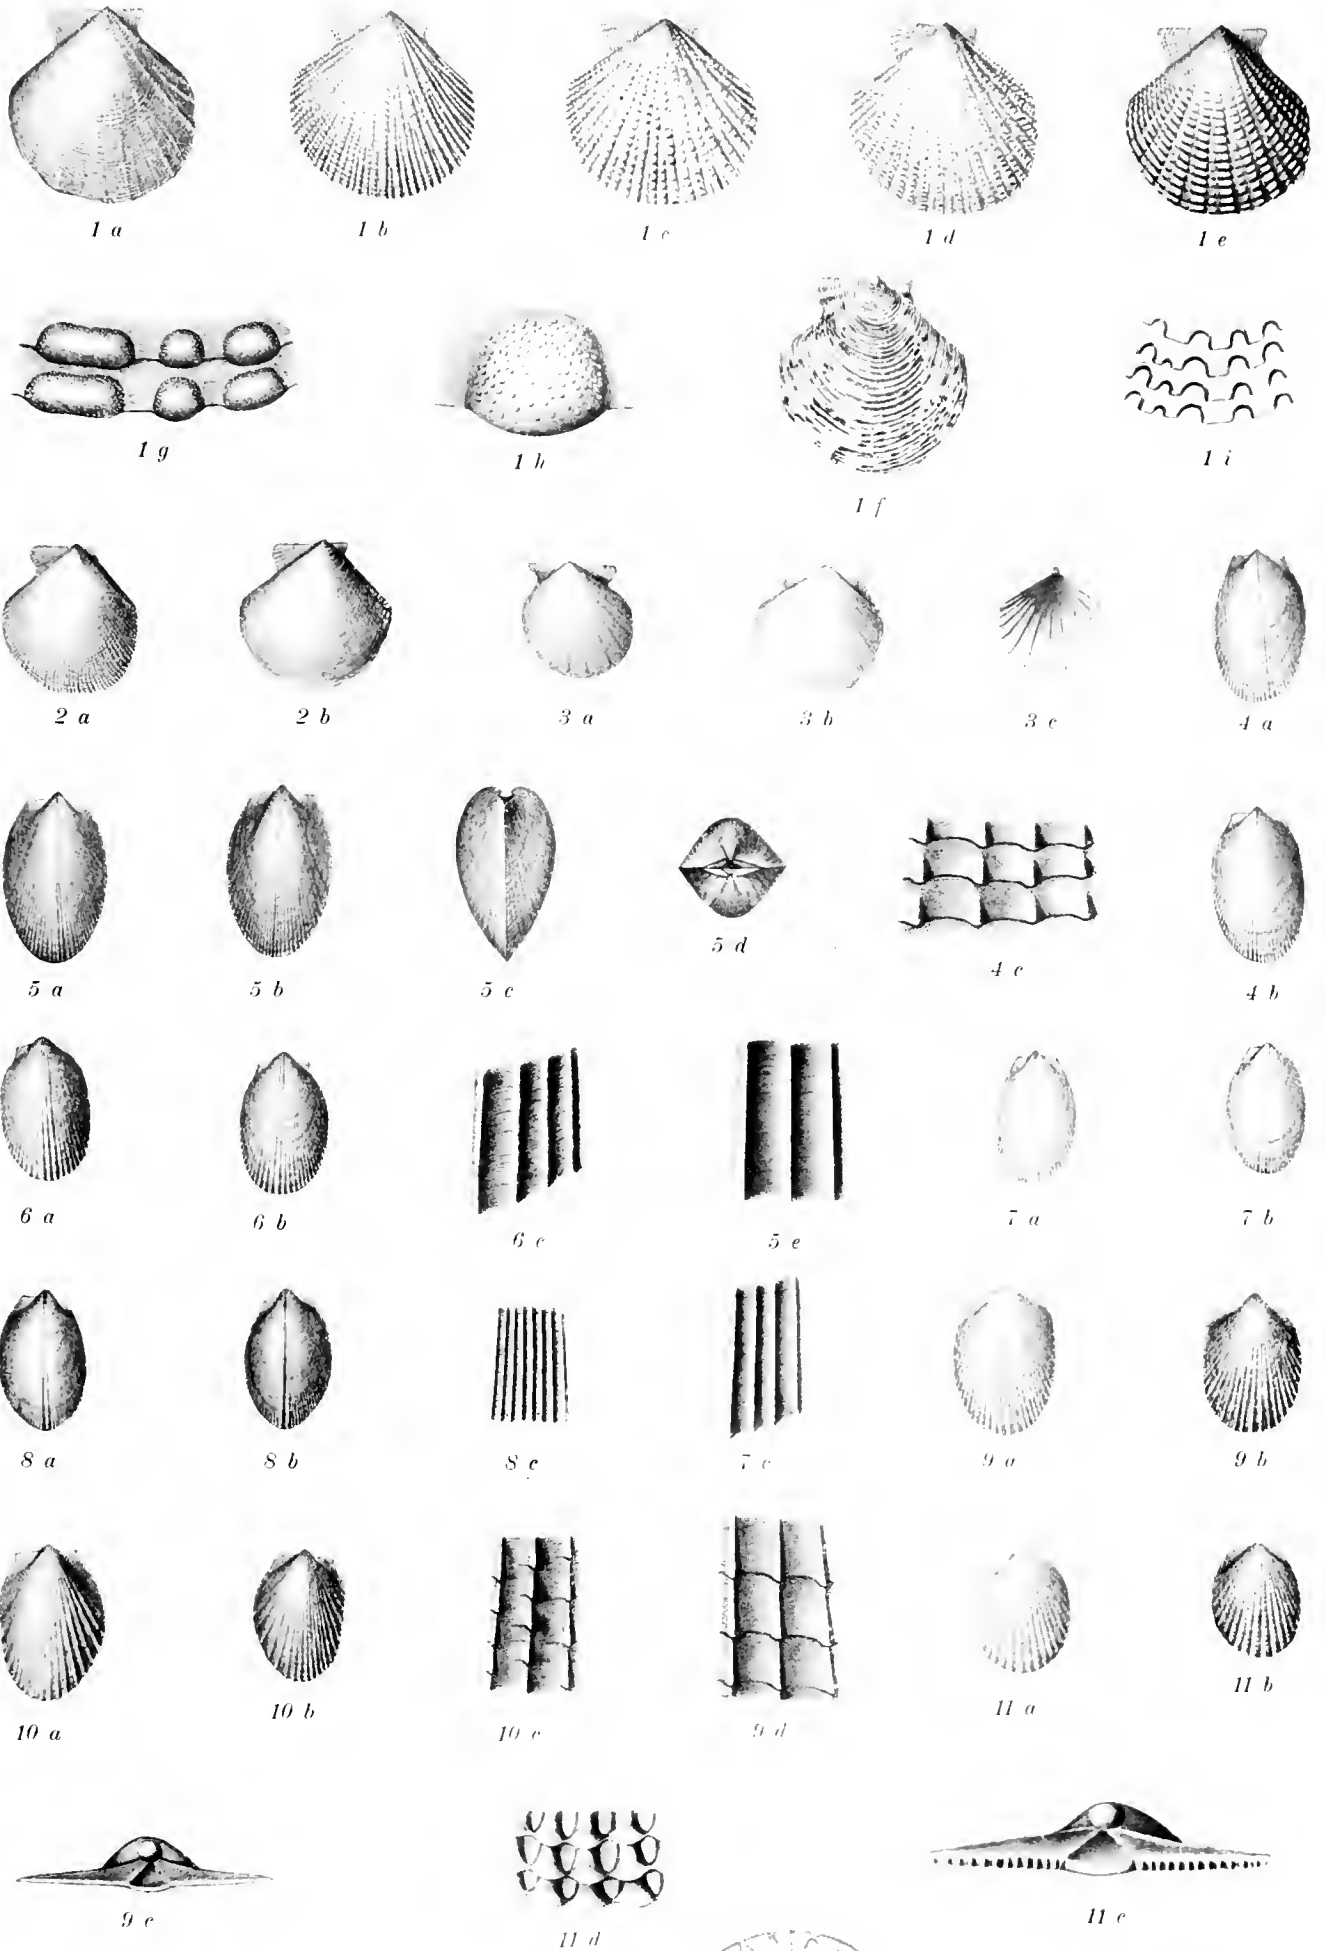 1 a 1 b 1 c 1 d 1 e
1 g 1 h 1 f 1 i
2 a 2 b 3 a 3 b 3 c 4 a
5 a 5 b 5 c 5 d 4 c 4 b
6 a 6 b 6 c 5 e 7 a 7 b
8 a 8 b 8 c 7 c 9 a 9 b
10 a 10 b 10 c 9 d 11 a 11 b
9 c 11 d 11 c